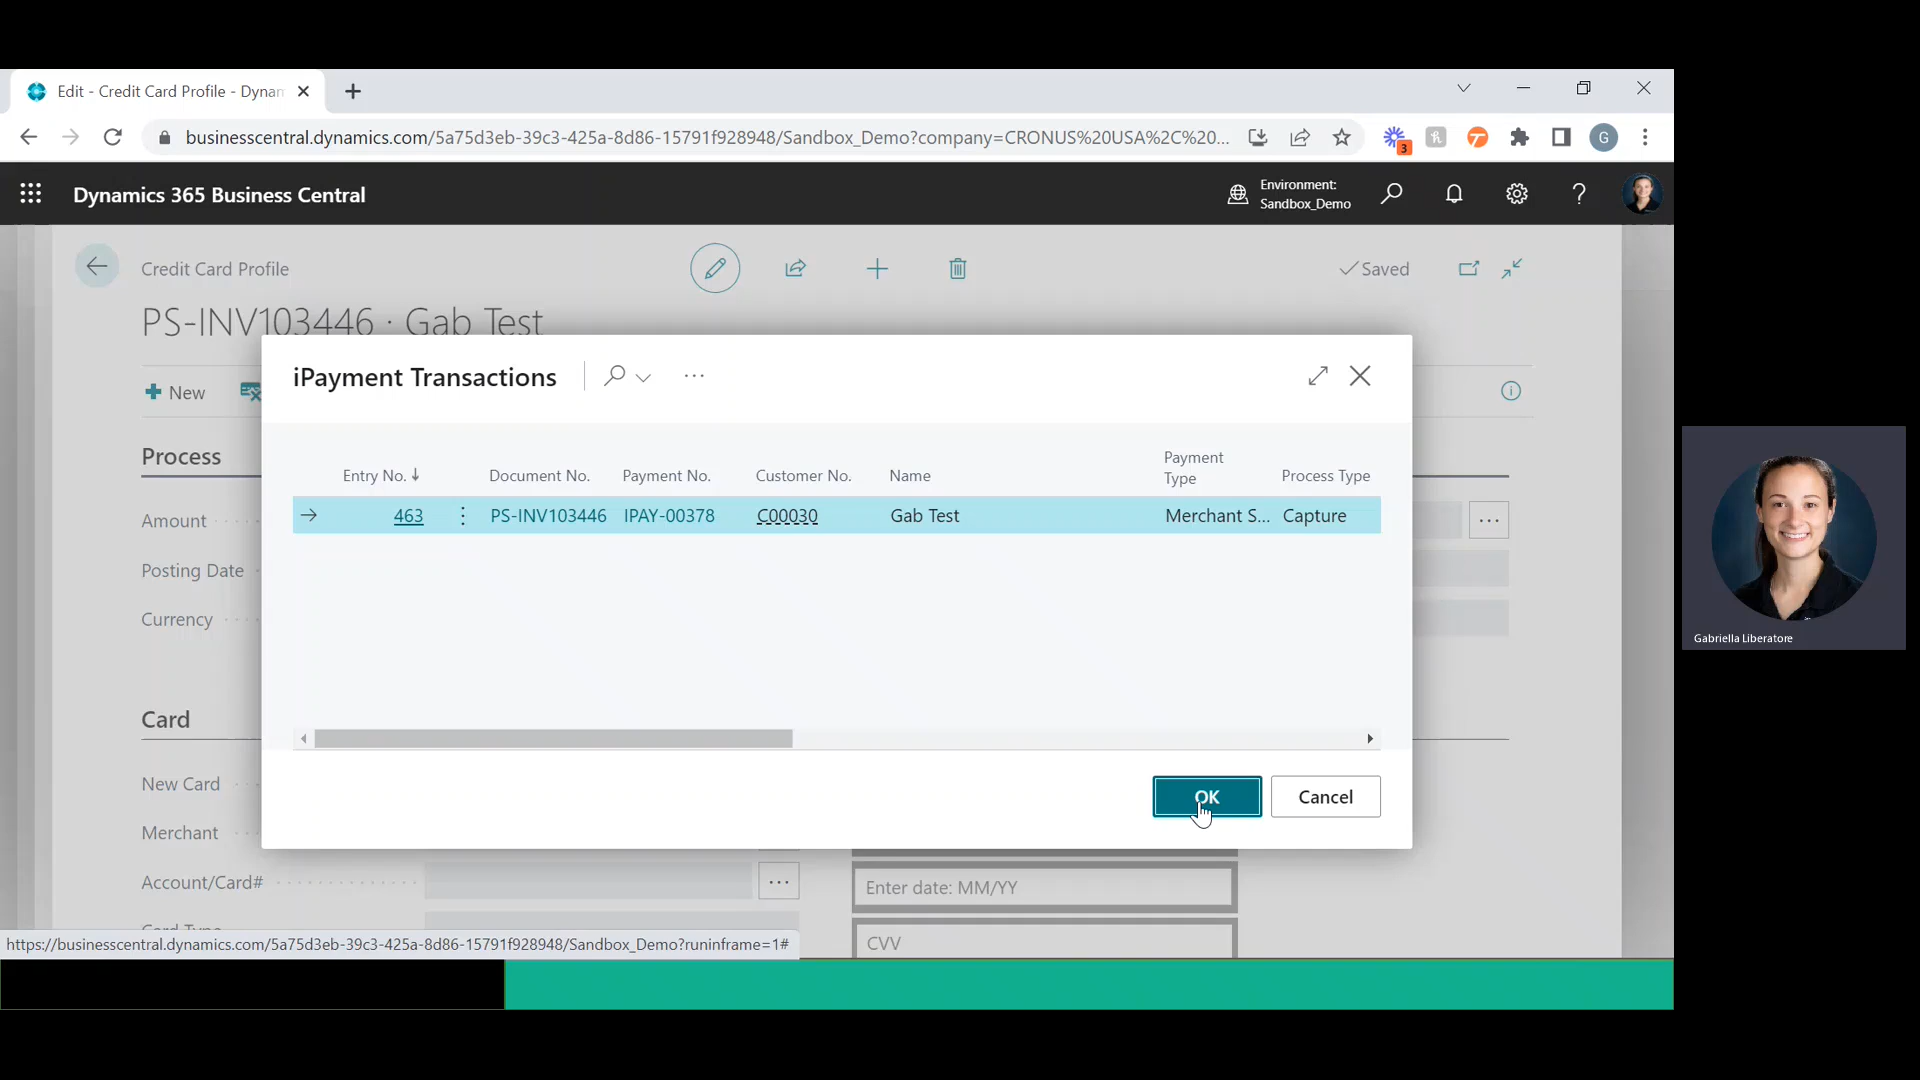 Edit - Credit Card Profile - Dynan
businesscentral.dynamics.com/5a75d3eb-39c3-425a-8d86-15791f928948/Sandbox_Demo?company=CRONUS%20USA%2C%20...
3
G
Dynamics 365 Business Central
Environment:
Sandbox_Demo
Credit Card Profile
Saved
PS-INV103446 · Gab Test
New
iPayment Transactions
Process
Entry No. Document No. Payment No. Customer No. Name Payment Type Process Type
463 PS-INV103446 IPAY-00378 C00030 Gab Test Merchant S... Capture
Amount
Posting Date
Currency
Card
New Card
OK Cancel
Merchant
Account/Card#
Enter date: MM/YY
CVV
https://businesscentral.dynamics.com/5a75d3eb-39c3-425a-8d86-15791f928948/Sandbox_Demo?runinframe=1#
Gabriella Liberatore